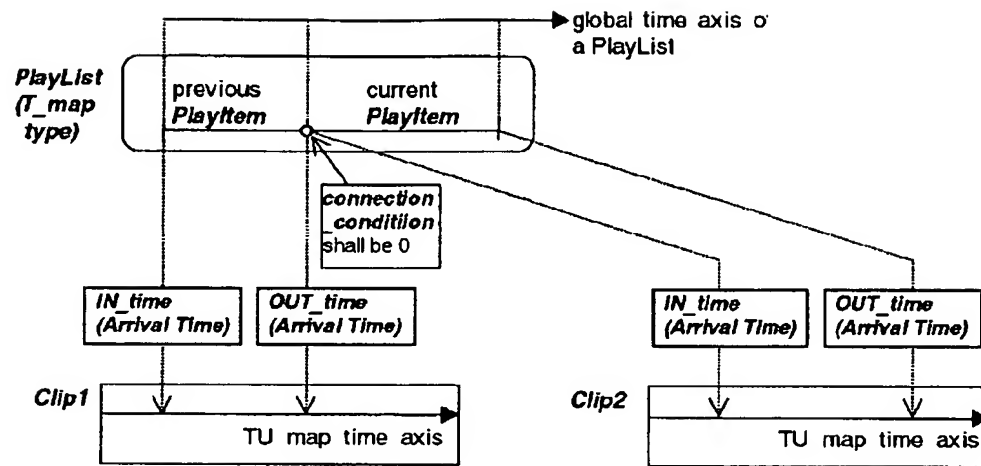 global time axis o
a PlayList
PlayList
(T_map
type)
previous
PlayItem
current
PlayItem
connection
_conditiion
shall be 0
IN_time
(Arrival Time)
OUT_time
(Arrival Time)
IN_time
(Arrival Time)
OUT_time
(Arrival Time)
Clip1
TU map time axis
Clip2
TU map time axis